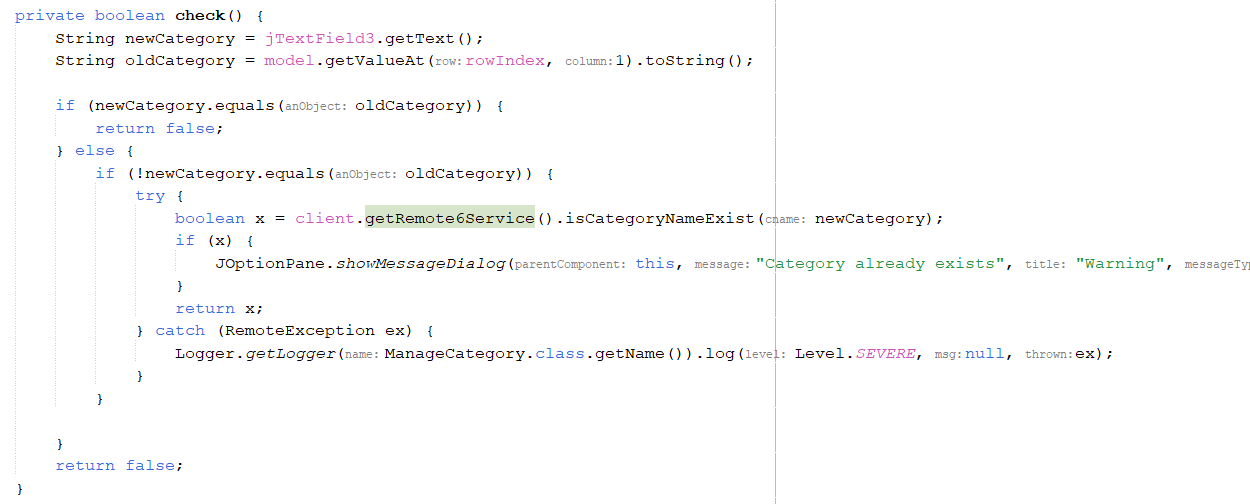 private boolean check() {
String newCategory = jTextField3.getText();
String oldCategory = model.getValueAt(row: rowIndex, column: 1).toString();
if (newCategory.equals(anObject: oldCategory)) {
return false;
} else {
if (!newCategory.equals(anObject: oldCategory)) {
try {
boolean x = client.getRemote6Service().isCategoryNameExist(cname: newCategory);
if (x) {
JOptionPane.showMessageDialog(parentComponent: this, message: "Category already exists", title: "Warning", messageTyp
}
return x;
} catch (RemoteException ex) {
Logger.getLogger(name: ManageCategory.class.getName()).log(level: Level.SEVERE, msg: null, thrown: ex);
}
}
}
return false;
}